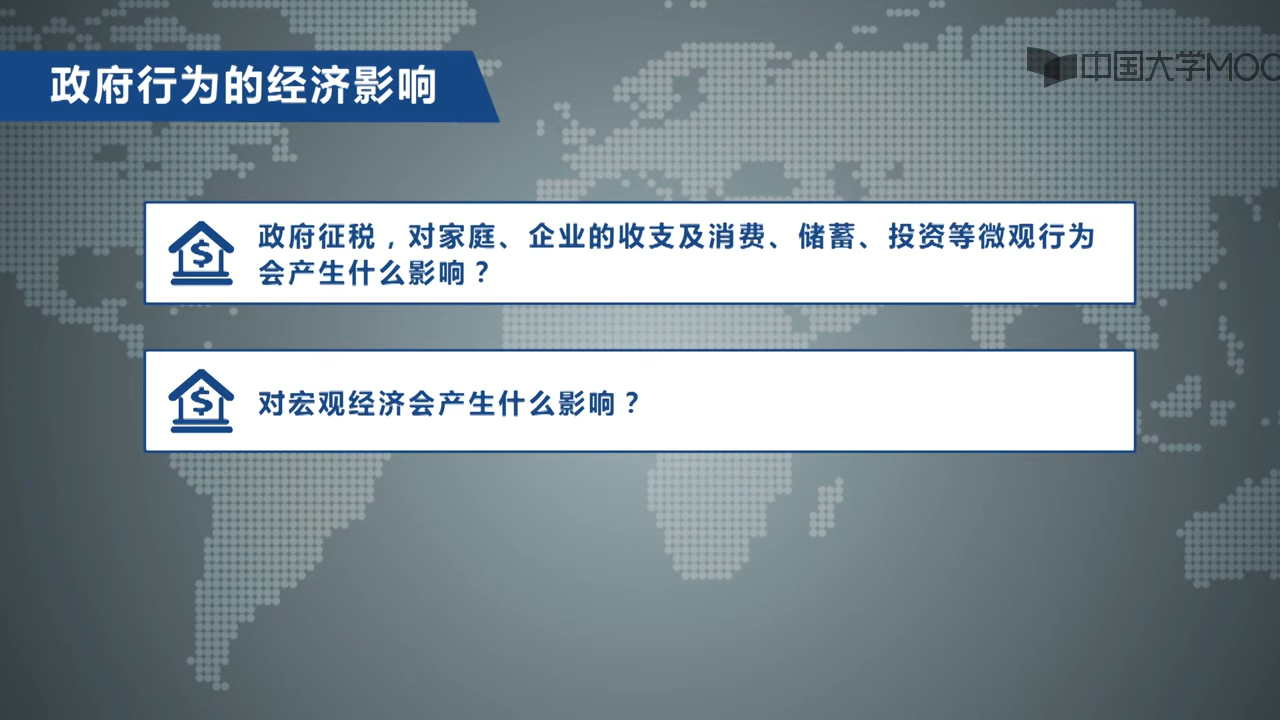 政府行为的经济影响
中国大学MOO
政府征税，对家庭、企业的收支及消费、储蓄、投资等微观行为
会产生什么影响？
对宏观经济会产生什么影响？